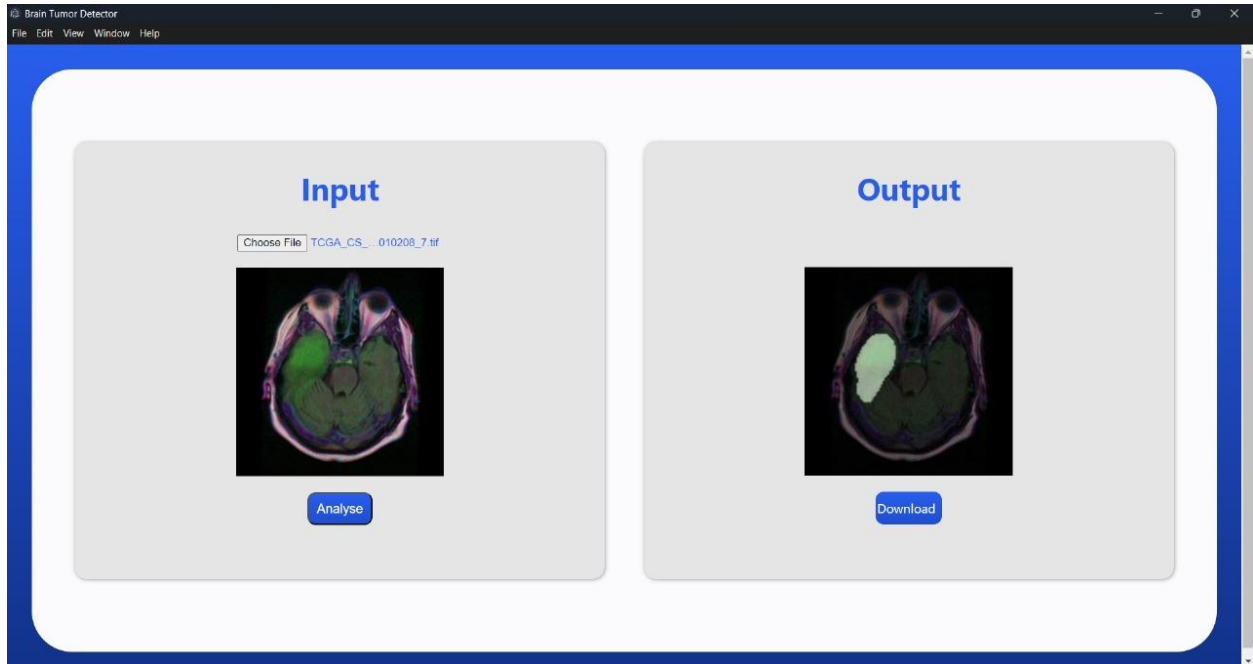 Brain Tumor Detector
File Edit View Window Help
Input
Choose File TCGA_CS_...010208_7.tif
Analyse
Output
Download